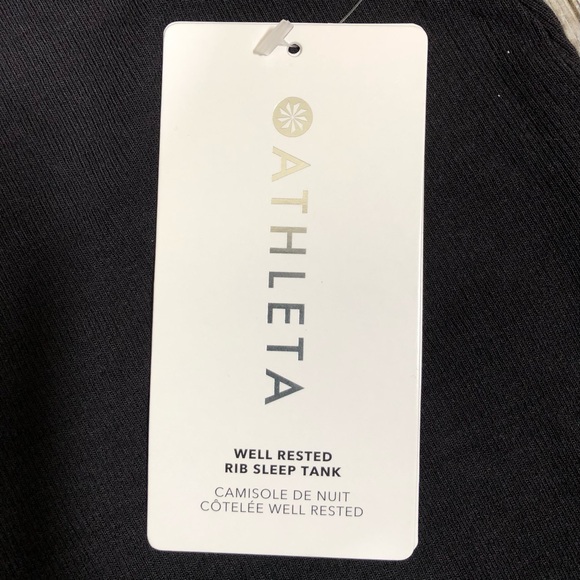 ATHLETA
WELL RESTED
RIB SLEEP TANK
CAMISOLE DE NUIT
CÔTELÉE WELL RESTED